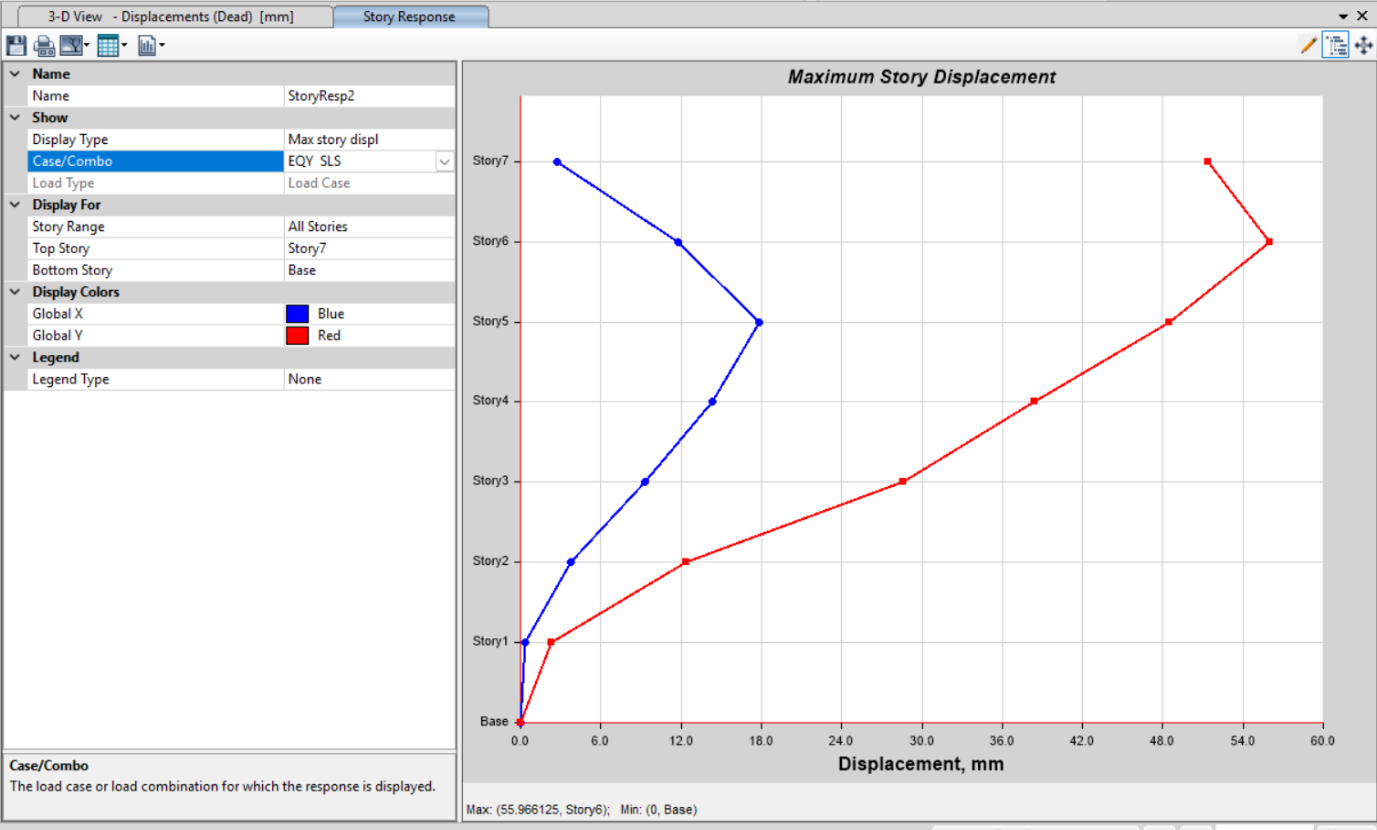 3-D View - Displacements (Dead) [mm]
Story Response
Name
Name StoryResp2
Show
Display Type Max story displ
Case/Combo EQY SLS
Load Type Load Case
Display For
Story Range All Stories
Top Story Story7
Bottom Story Base
Display Colors
Global X Blue
Global Y Red
Legend
Legend Type None
Case/Combo
The load case or load combination for which the response is displayed.
Maximum Story Displacement
Story7
Story6
Story5
Story4
Story3
Story2
Story1
Base
0.0 6.0 12.0 18.0 24.0 30.0 36.0 42.0 48.0 54.0 60.0
Displacement, mm
Max: (55.966125, Story6); Min: (0, Base)